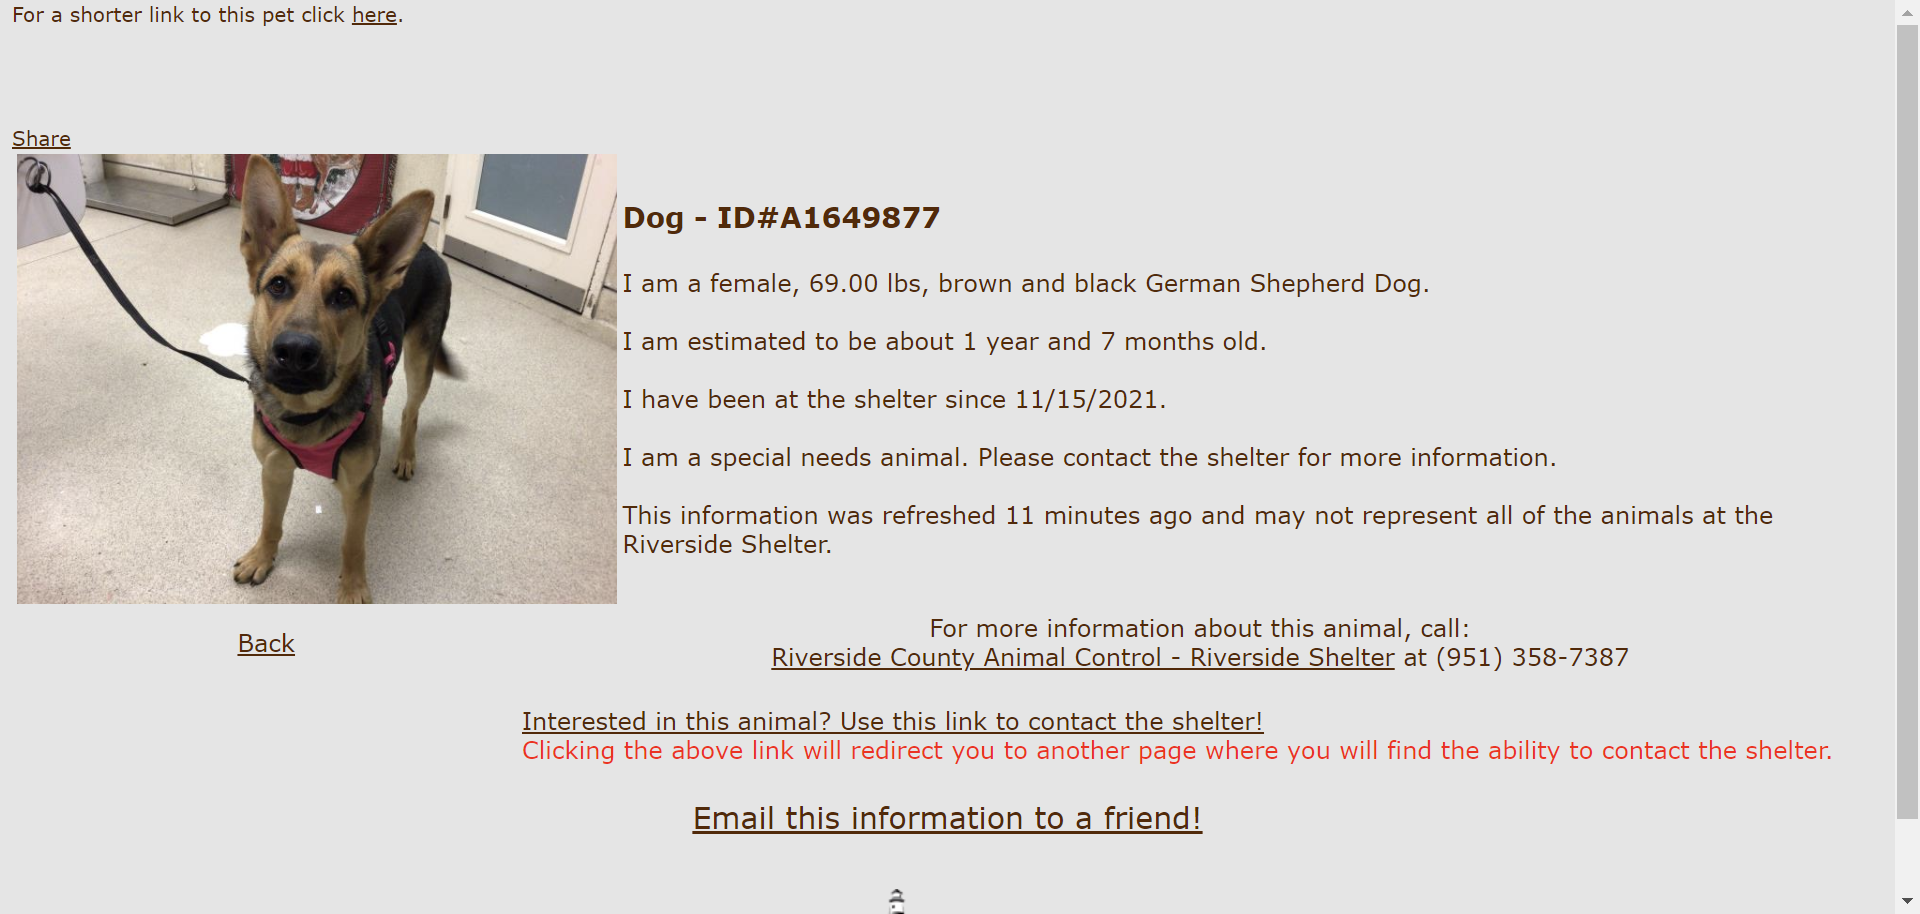 For a shorter link to this pet click here.
Share
Dog - ID#A1649877
I am a female, 69.00 lbs, brown and black German Shepherd Dog.
I am estimated to be about 1 year and 7 months old.
I have been at the shelter since 11/15/2021.
I am a special needs animal. Please contact the shelter for more information.
This information was refreshed 11 minutes ago and may not represent all of the animals at the
Riverside Shelter.
Back
For more information about this animal, call:
Riverside County Animal Control - Riverside Shelter at (951) 358-7387
Interested in this animal? Use this link to contact the shelter!
Clicking the above link will redirect you to another page where you will find the ability to contact the shelter.
Email this information to a friend!